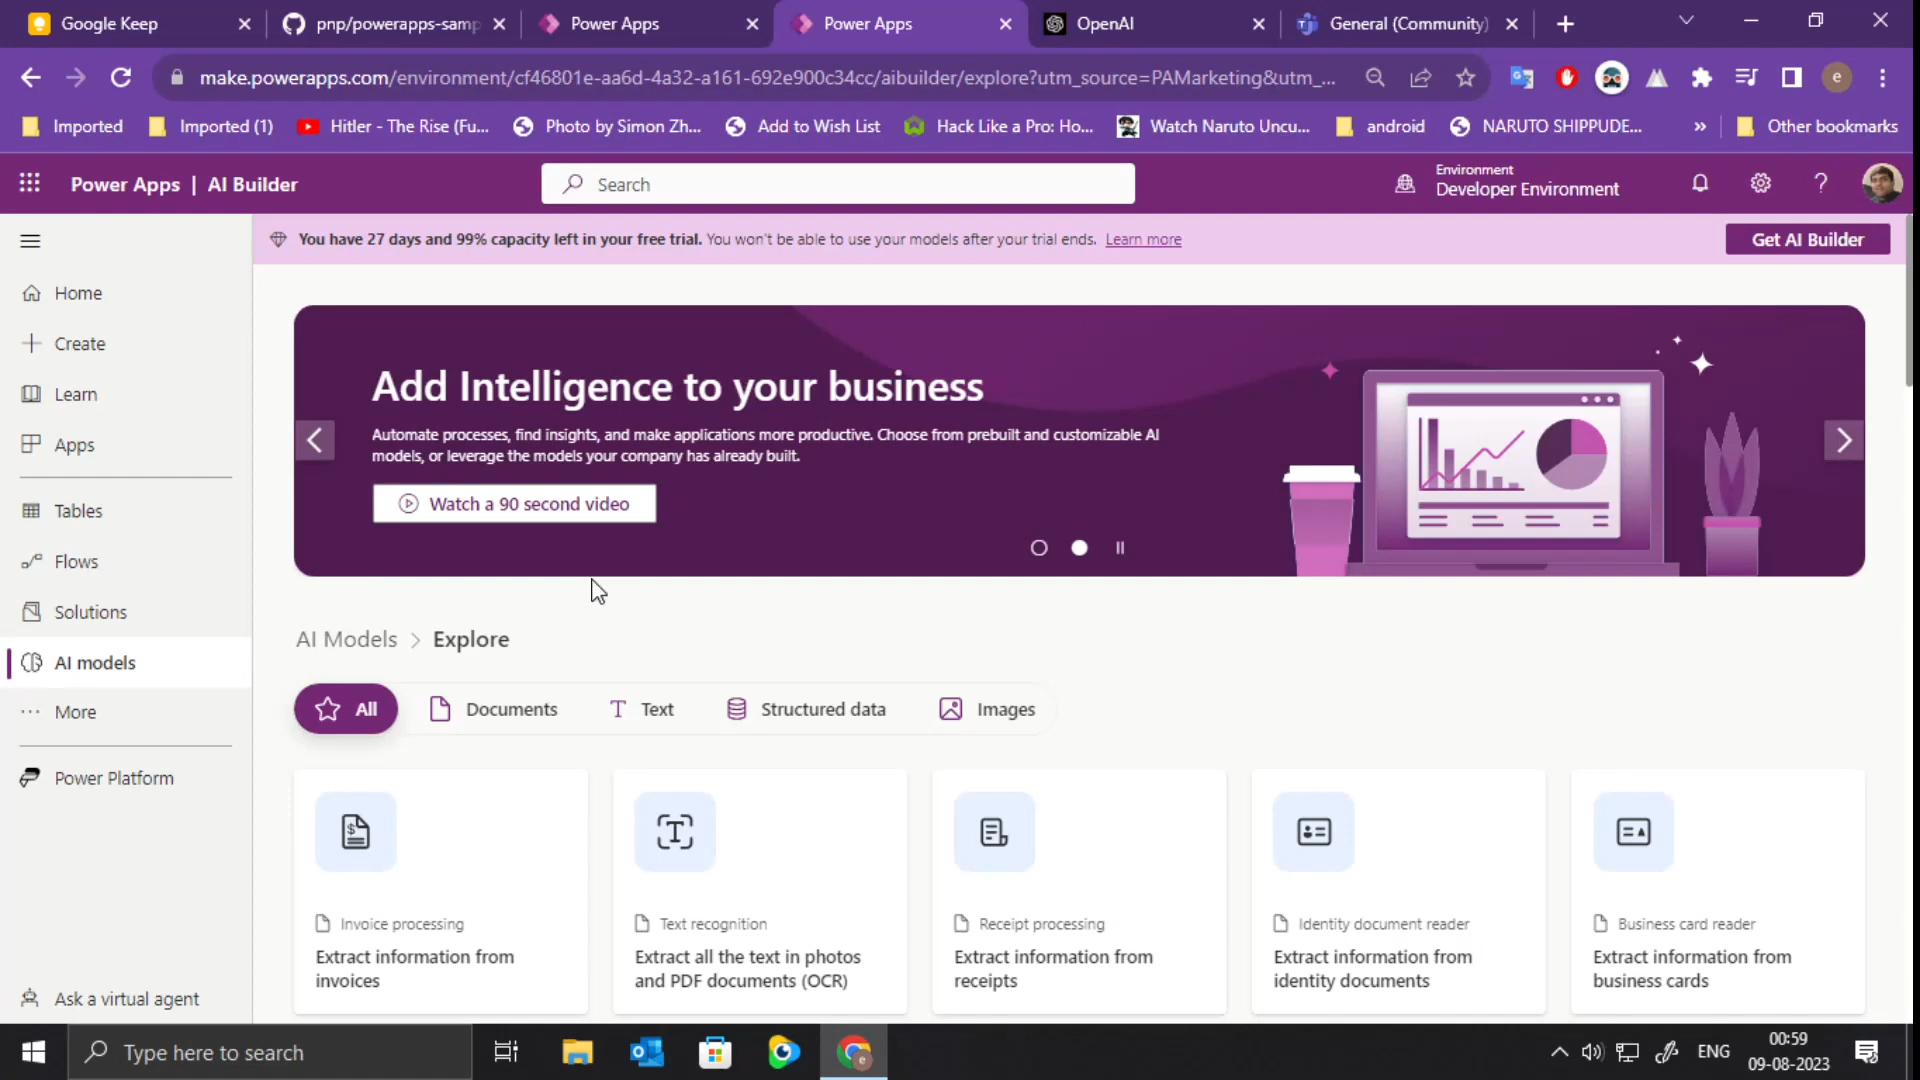 Google Keep
pnp/powerapps-samp
Power Apps
Power Apps
OpenAI
General (Community)
make.powerapps.com/environment/cf46801e-aa6d-4a32-a161-692e900c34cc/aibuilder/explore?utm_source=PAMarketing&utm_...
e
Imported
Imported (1)
Hitler - The Rise (Fu...
Photo by Simon Zh...
Add to Wish List
Hack Like a Pro: Ho...
Watch Naruto Uncu...
android
NARUTO SHIPPUDE...
»
Other bookmarks
Power Apps | AI Builder
Search
Environment
Developer Environment
You have 27 days and 99% capacity left in your free trial. You won't be able to use your models after your trial ends. Learn more
Get AI Builder
Home
Create
Learn
Apps
Tables
Flows
Solutions
AI models
More
Power Platform
Ask a virtual agent
Add Intelligence to your business
Automate processes, find insights, and make applications more productive. Choose from prebuilt and customizable AI
models, or leverage the models your company has already built.
Watch a 90 second video
AI Models > Explore
All
Documents
Text
Structured data
Images
Invoice processing
Extract information from
invoices
Text recognition
Extract all the text in photos
and PDF documents (OCR)
Receipt processing
Extract information from
receipts
Identity document reader
Extract information from
identity documents
Business card reader
Extract information from
business cards
Type here to search
ENG
00:59
09-08-2023